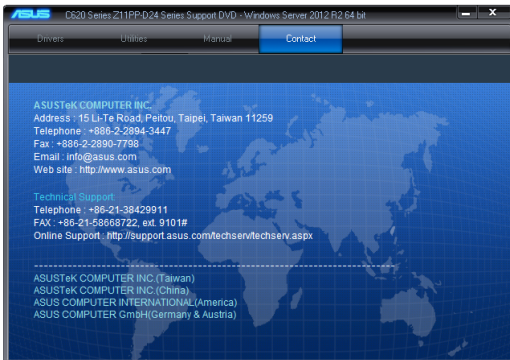 ASUS C620 Series Z11PP-D24 Series Support DVD - Windows Server 2012 R2 64 bit
Drivers Utilities Manual Contact
ASUSTeK COMPUTER INC.
Address : 15 Li-Te Road, Peitou, Taipei, Taiwan 11259
Telephone : +886-2-2894-3447
Fax : +886-2-2890-7798
Email : info@asus.com
Web site : http://www.asus.com
Technical Support
Telephone : +86-21-38429911
FAX : +86-21-58668722, ext. 9101#
Online Support : http://support.asus.com/techserv/techserv.aspx
ASUSTeK COMPUTER INC.(Taiwan)
ASUSTeK COMPUTER INC.(China)
ASUS COMPUTER INTERNATIONAL(America)
ASUS COMPUTER GmbH(Germany & Austria)